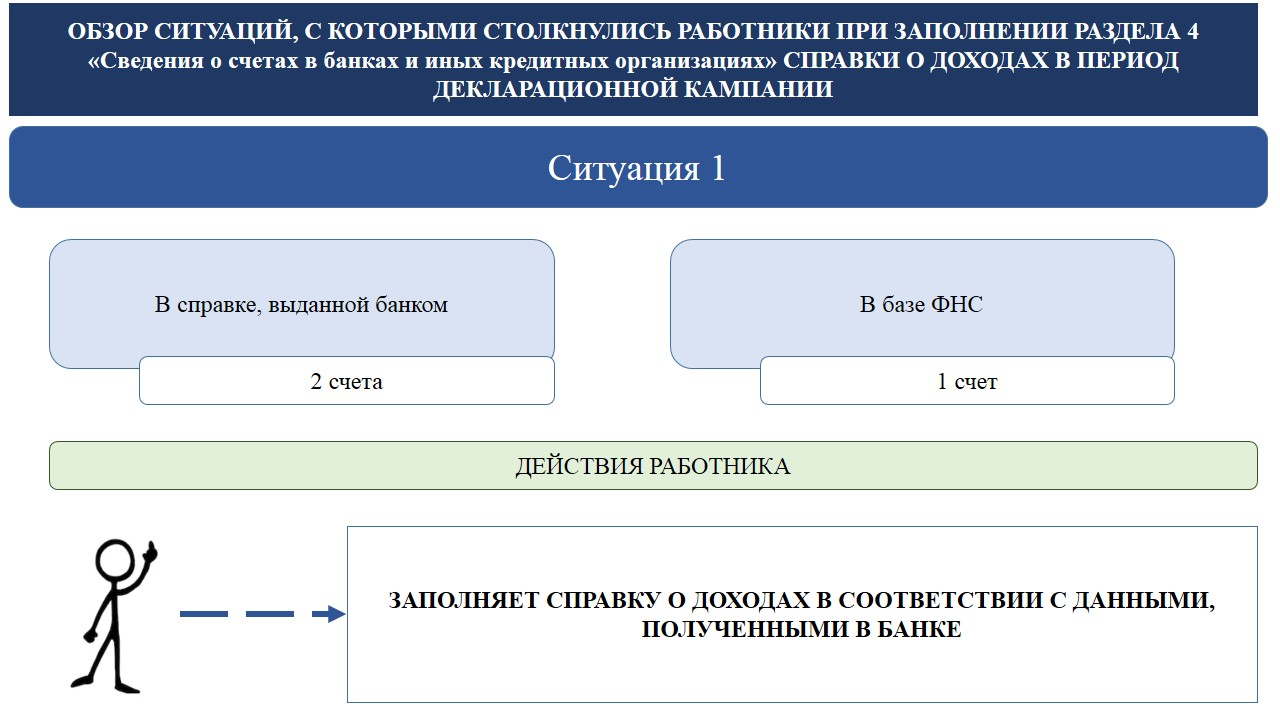 ОБЗОР СИТУАЦИЙ, С КОТОРЫМИ СТОЛКНУЛИСЬ РАБОТНИКИ ПРИ ЗАПОЛНЕНИИ РАЗДЕЛА 4
«Сведения о счетах в банках и иных кредитных организациях» СПРАВКИ О ДОХОДАХ В ПЕРИОД
ДЕКЛАРАЦИОННОЙ КАМПАНИИ
Ситуация 1
В справке, выданной банком
2 счета
В базе ФНС
1 счет
ДЕЙСТВИЯ РАБОТНИКА
ЗАПОЛНЯЕТ СПРАВКУ О ДОХОДАХ В СООТВЕТСТВИИ С ДАННЫМИ,
ПОЛУЧЕННЫМИ В БАНКЕ